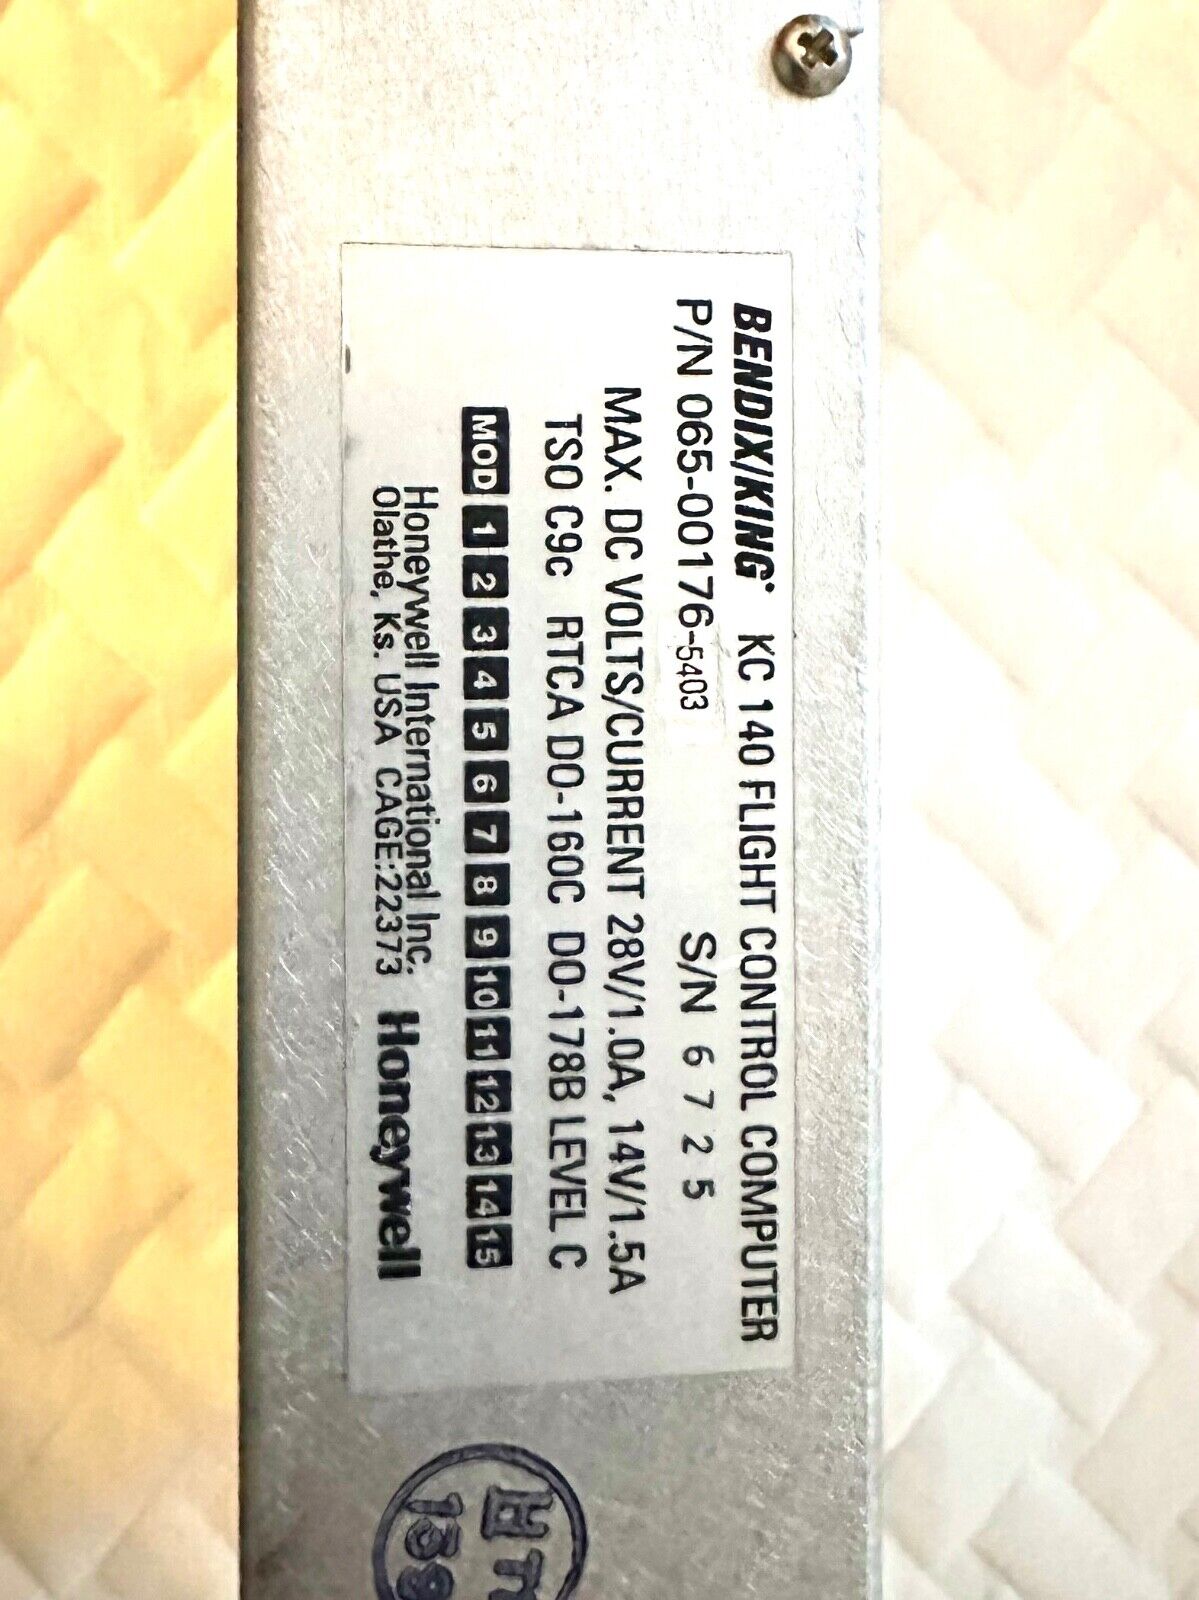 BENDIX/KING® KC 140 FLIGHT CONTROL COMPUTER
P/N 065-00176-5403 S/N 6725
MAX. DC VOLTS/CURRENT 28V/1.0A, 14V/1.5A
TSO C9c RTCA DO-160C DO-178B LEVEL C
MOD 1 2 3 4 5 6 7 8 9 10 11 12 13 14 15
Honeywell International Inc.
Olathe, Ks. USA CAGE:22373 Honeywell